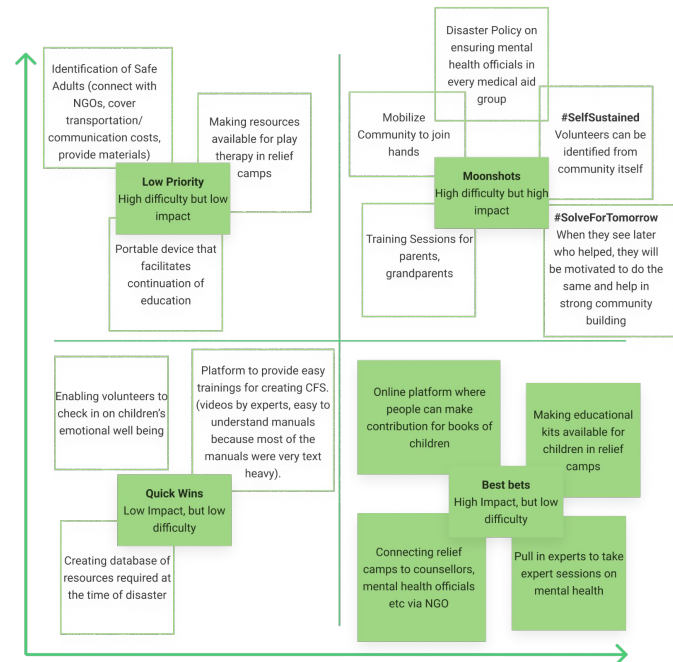 Identification of Safe
Adults (connect with
NGOs, cover
transportation/
communication costs,
provide materials)
Making resources
available for play
therapy in relief
camps
Low Priority
High difficulty but low
impact
Portable device that
facilitates
continuation of
education
Disaster Policy on
ensuring mental
health officials in
every medical aid
group
Mobilize
Community to join
hands
#SelfSustained
Volunteers can be
identified from
community itself
Moonshots
High difficulty but high
impact
Training Sessions for
parents,
grandparents
#SolveForTomorrow
When they see later
who helped, they will
be motivated to do the
same and help in
strong community
building
Enabling volunteers to
check in on children's
emotional well being
Platform to provide easy
trainings for creating CFS.
(videos by experts, easy to
understand manuals
because most of the
manuals were very text
heavy).
Quick Wins
Low Impact, but low
difficulty
Creating database of
resources required at
the time of disaster
Online platform where
people can make
contribution for books of
children
Making educational
kits available for
children in relief
camps
Best bets
High Impact, but low
difficulty
Connecting relief
camps to counsellors,
mental health officials
etc via NGO
Pull in experts to take
expert sessions on
mental health